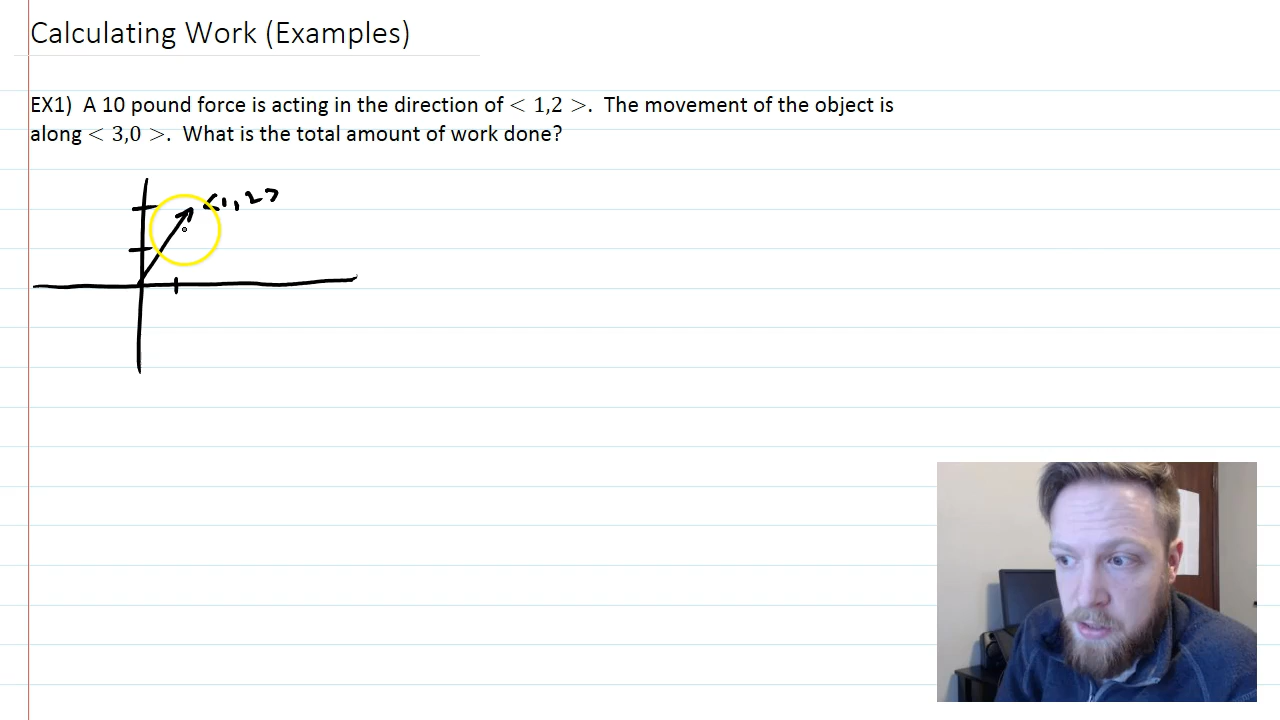 Calculating Work (Examples)
EX1) A 10 pound force is acting in the direction of < 1,2 >. The movement of the object is
along < 3,0 >. What is the total amount of work done?
<1,2>